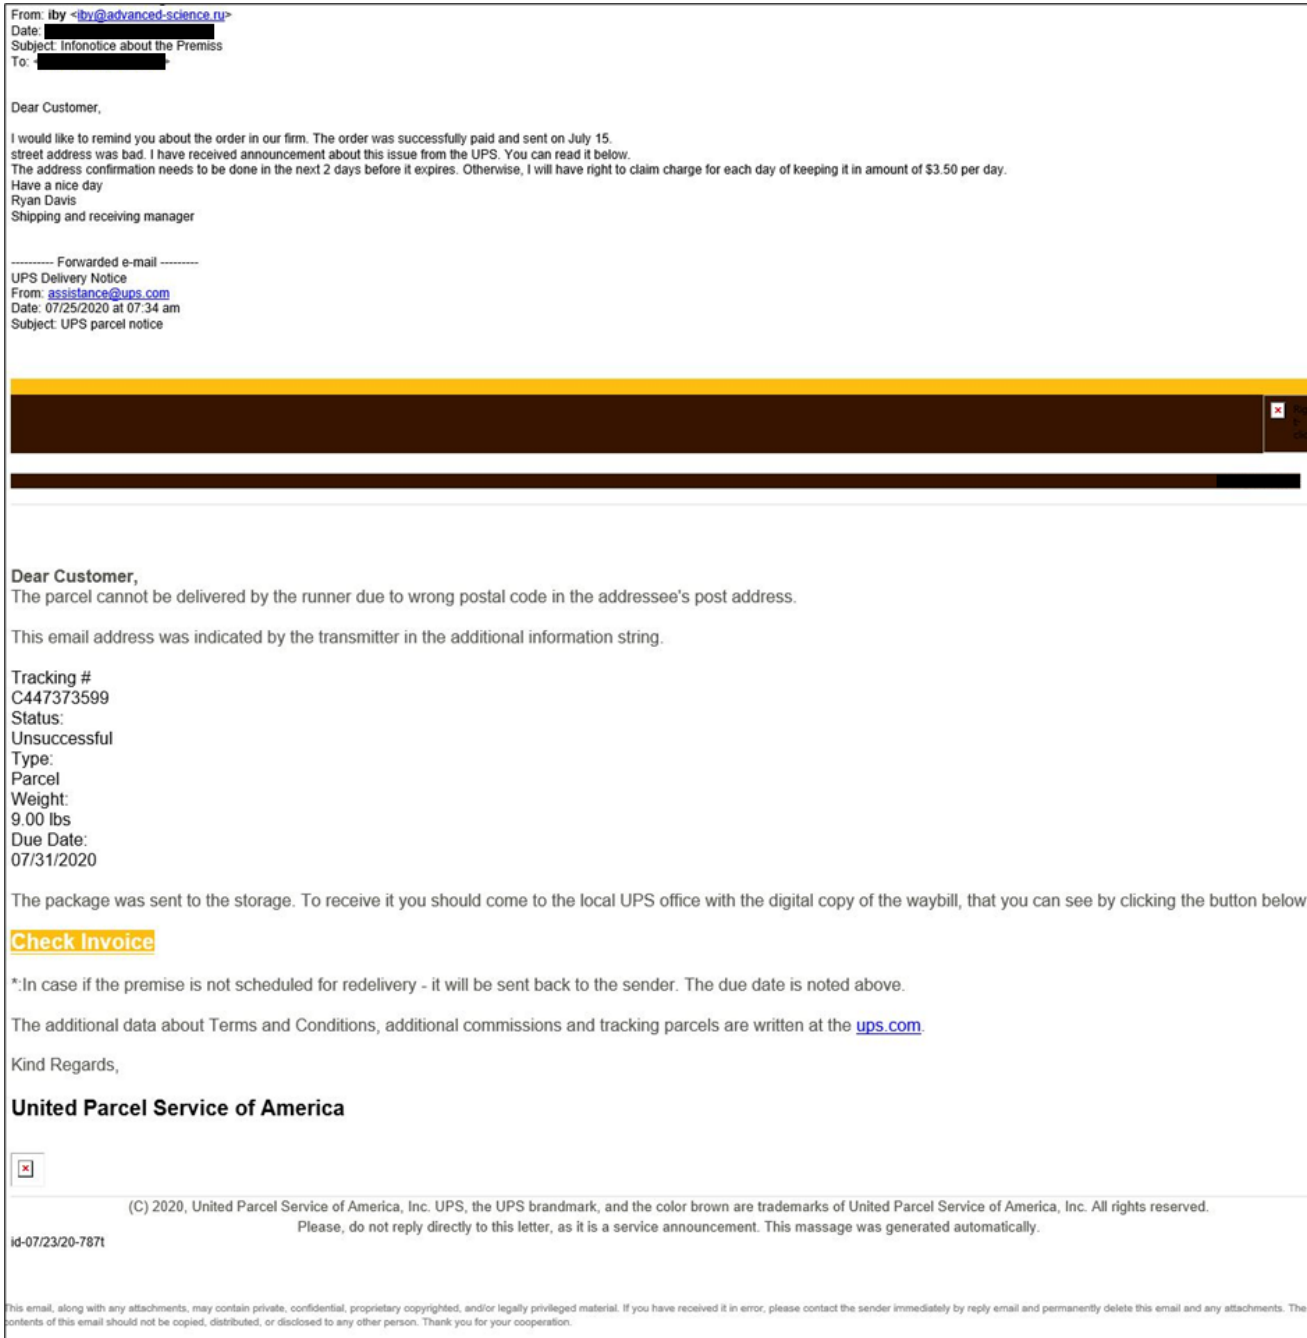 From: iby <iby@advanced-science.ru>
Date:
Subject: Infonotice about the Premiss
To: < >
Dear Customer,
I would like to remind you about the order in our firm. The order was successfully paid and sent on July 15.
street address was bad. I have received announcement about this issue from the UPS. You can read it below.
The address confirmation needs to be done in the next 2 days before it expires. Otherwise, I will have right to claim charge for each day of keeping it in amount of $3.50 per day.
Have a nice day
Ryan Davis
Shipping and receiving manager
---------- Forwarded e-mail ---------
UPS Delivery Notice
From: assistance@ups.com
Date: 07/25/2020 at 07:34 am
Subject: UPS parcel notice
Dear Customer,
The parcel cannot be delivered by the runner due to wrong postal code in the addressee's post address.
This email address was indicated by the transmitter in the additional information string.
Tracking #
C447373599
Status:
Unsuccessful
Type:
Parcel
Weight:
9.00 lbs
Due Date:
07/31/2020
The package was sent to the storage. To receive it you should come to the local UPS office with the digital copy of the waybill, that you can see by clicking the button below
Check Invoice
*:In case if the premise is not scheduled for redelivery - it will be sent back to the sender. The due date is noted above.
The additional data about Terms and Conditions, additional commissions and tracking parcels are written at the ups.com.
Kind Regards,
United Parcel Service of America
(C) 2020, United Parcel Service of America, Inc. UPS, the UPS brandmark, and the color brown are trademarks of United Parcel Service of America, Inc. All rights reserved.
Please, do not reply directly to this letter, as it is a service announcement. This massage was generated automatically.
id-07/23/20-787t
This email, along with any attachments, may contain private, confidential, proprietary copyrighted, and/or legally privileged material. If you have received it in error, please contact the sender immediately by reply email and permanently delete this email and any attachments. The
contents of this email should not be copied, distributed, or disclosed to any other person. Thank you for your cooperation.